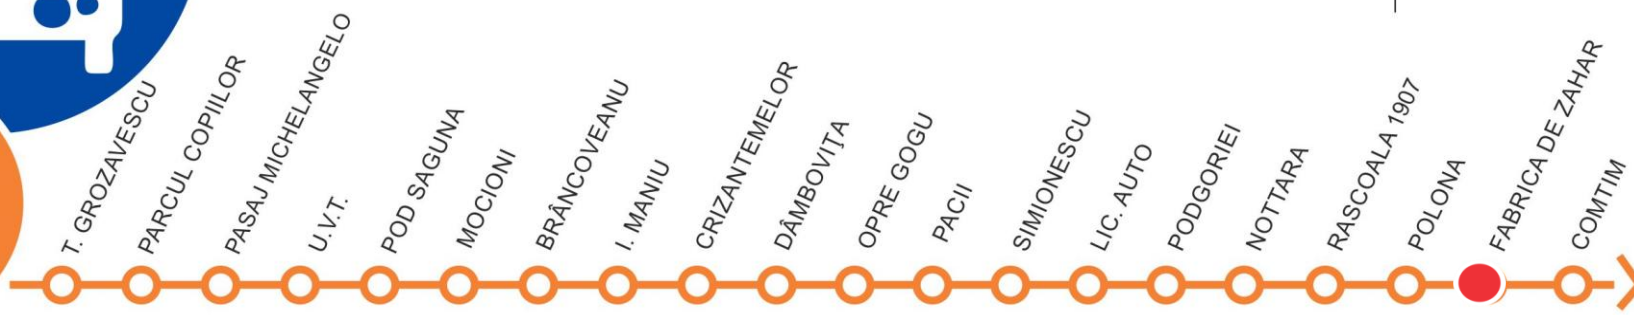 T. GROZAVESCU
PARCUL COPIILOR
PASAJ MICHELANGELO
U.V.T.
POD SAGUNA
MOCIONI
BRÂNCOVEANU
I. MANIU
CRIZANTEMELOR
DÂMBOVIŢA
OPRE GOGU
PACII
SIMIONESCU
LIC. AUTO
PODGORIEI
NOTTARA
RASCOALA 1907
POLONA
FABRICA DE ZAHAR
COMTIM